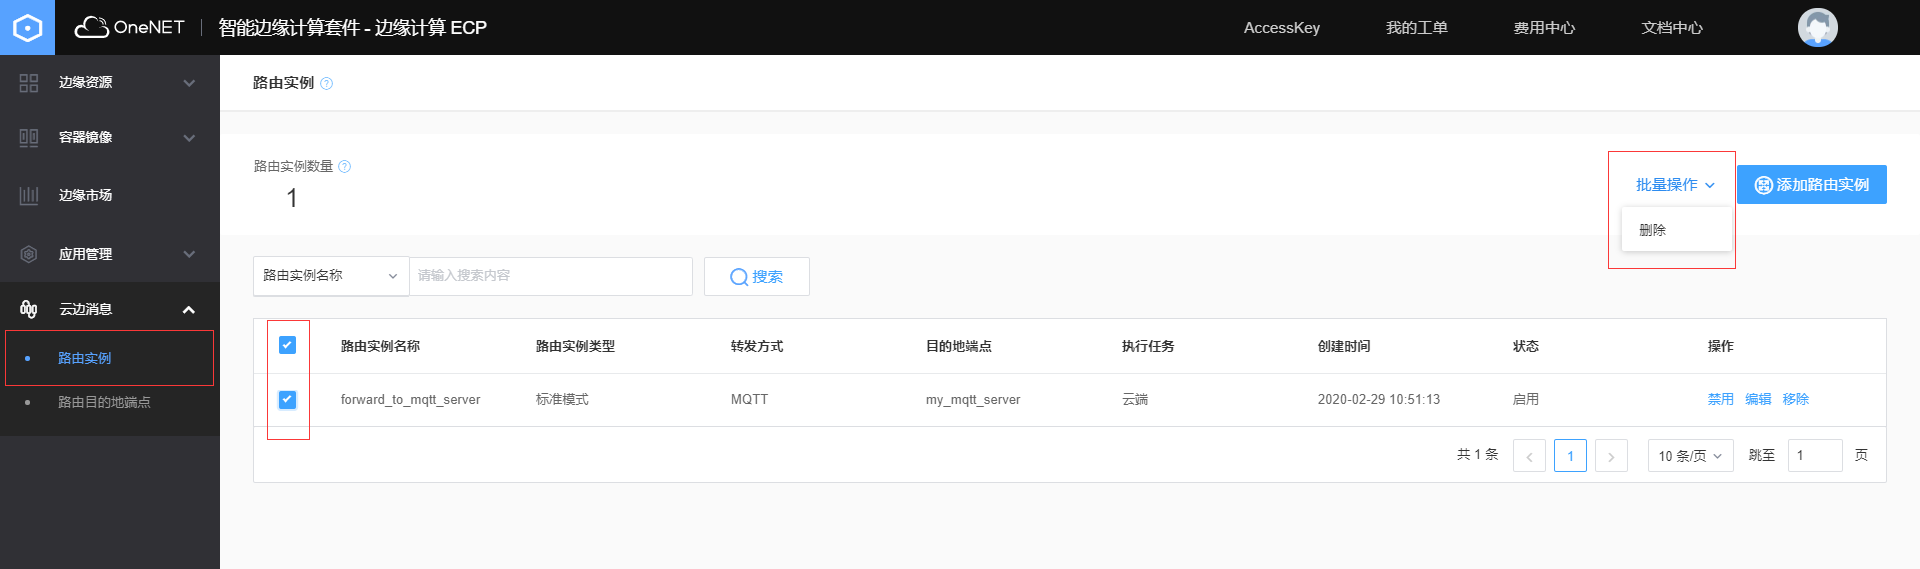 OneNET
智能边缘计算套件 - 边缘计算 ECP
AccessKey
我的工单
费用中心
文档中心
边缘资源
容器镜像
边缘市场
应用管理
云边消息
路由实例
路由目的地端点
路由实例
路由实例数量
1
批量操作
删除
添加路由实例
路由实例名称
请输入搜索内容
搜索
路由实例名称 路由实例类型 转发方式 目的地端点 执行任务 创建时间 状态 操作
forward_to_mqtt_server 标准模式 MQTT my_mqtt_server 云端 2020-02-29 10:51:13 启用 禁用 编辑 移除
共 1 条 < 1 > 10 条/页 跳至 1 页